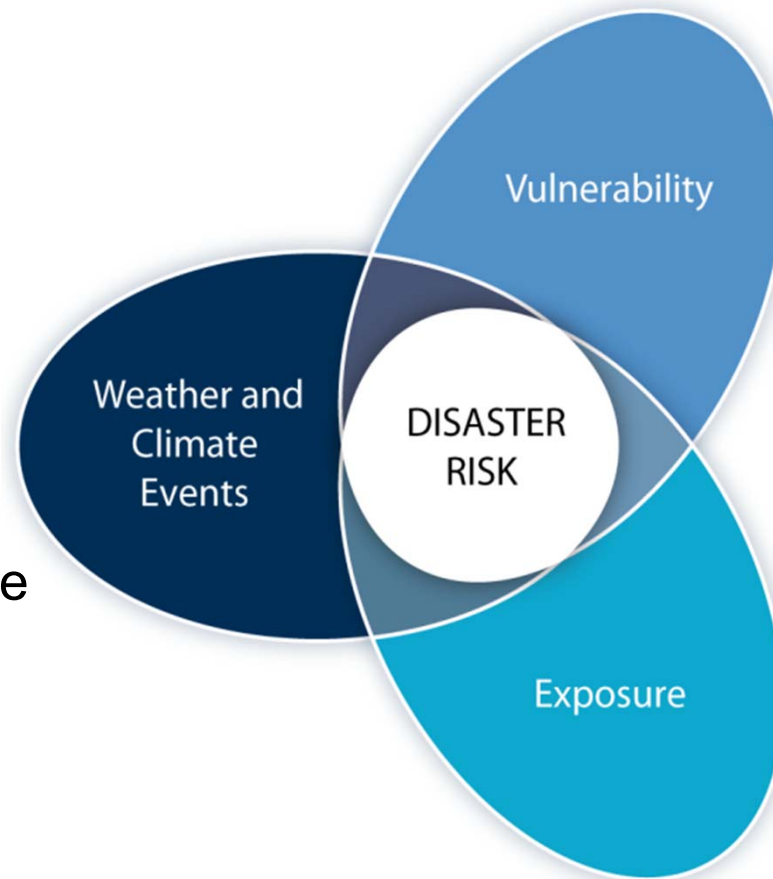 Vulnerability
Weather and
Climate
Events
DISASTER
RISK
e
Exposure